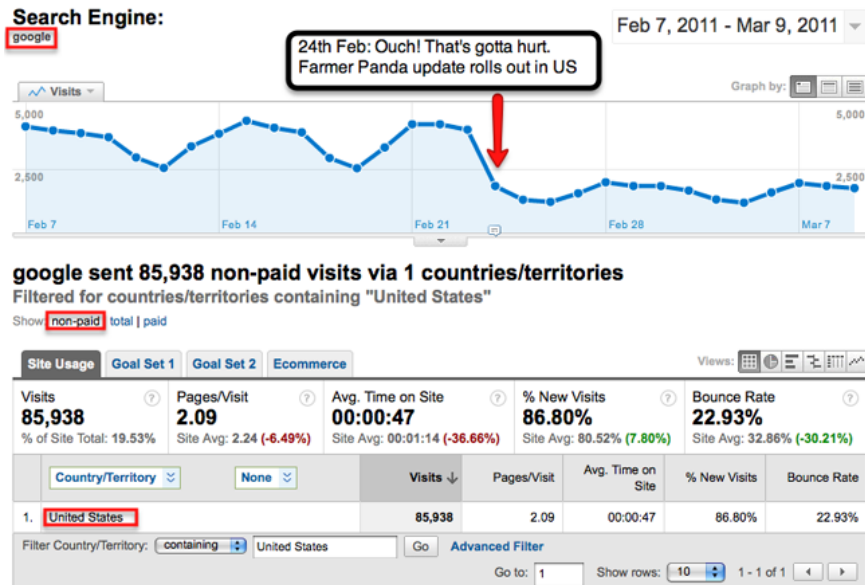 Search Engine:
google
Feb 7, 2011 - Mar 9, 2011
24th Feb: Ouch! That's gotta hurt.
Farmer Panda update rolls out in US
Visits
Graph by:
5,000 5,000
2,500 2,500
Feb 7 Feb 14 Feb 21 Feb 28 Mar 7
google sent 85,938 non-paid visits via 1 countries/territories
Filtered for countries/territories containing "United States"
Show: non-paid total | paid
Site Usage Goal Set 1 Goal Set 2 Ecommerce Views:
Visits ? Pages/Visit ? Avg. Time on Site ? % New Visits ? Bounce Rate ?
85,938 2.09 00:00:47 86.80% 22.93%
% of Site Total: 19.53% Site Avg: 2.24 (-6.49%) Site Avg: 00:01:14 (-36.66%) Site Avg: 80.52% (7.80%) Site Avg: 32.86% (-30.21%)
Country/Territory None Visits Pages/Visit Avg. Time on Site % New Visits Bounce Rate
1. United States 85,938 2.09 00:00:47 86.80% 22.93%
Filter Country/Territory: containing United States Go Advanced Filter
Go to: 1 Show rows: 10 1 - 1 of 1